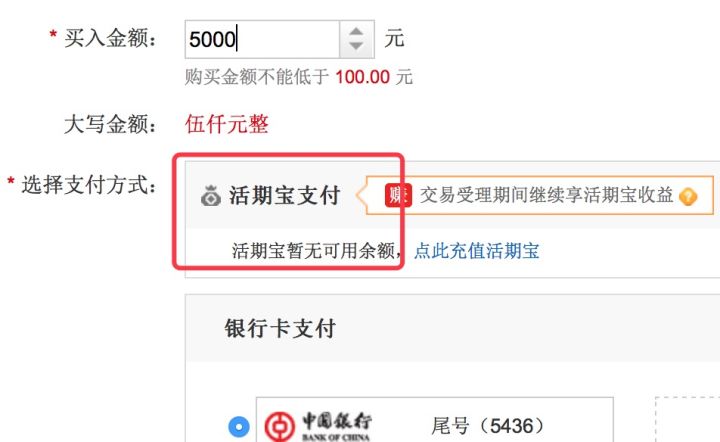 * 买入金额： 5000 元
购买金额不能低于 100.00 元
大写金额： 伍仟元整
* 选择支付方式： 活期宝支付 赚 交易受理期间继续享活期宝收益 ?
活期宝暂无可用余额，点此充值活期宝
银行卡支付
中国银行 尾号（5436）
BANK OF CHINA